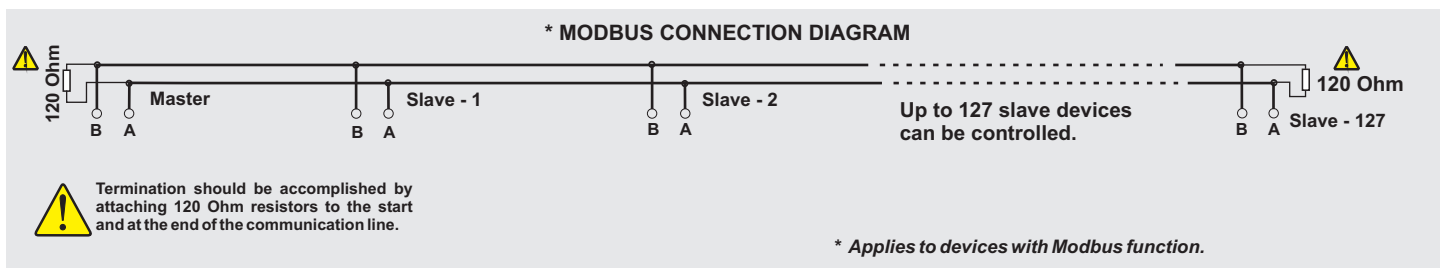 * MODBUS CONNECTION DIAGRAM
120 Ohm
B A
Master
B A
Slave - 1
B A
Slave - 2
Up to 127 slave devices
can be controlled.
B A
Slave - 127
120 Ohm
Termination should be accomplished by
attaching 120 Ohm resistors to the start
and at the end of the communication line.
* Applies to devices with Modbus function.